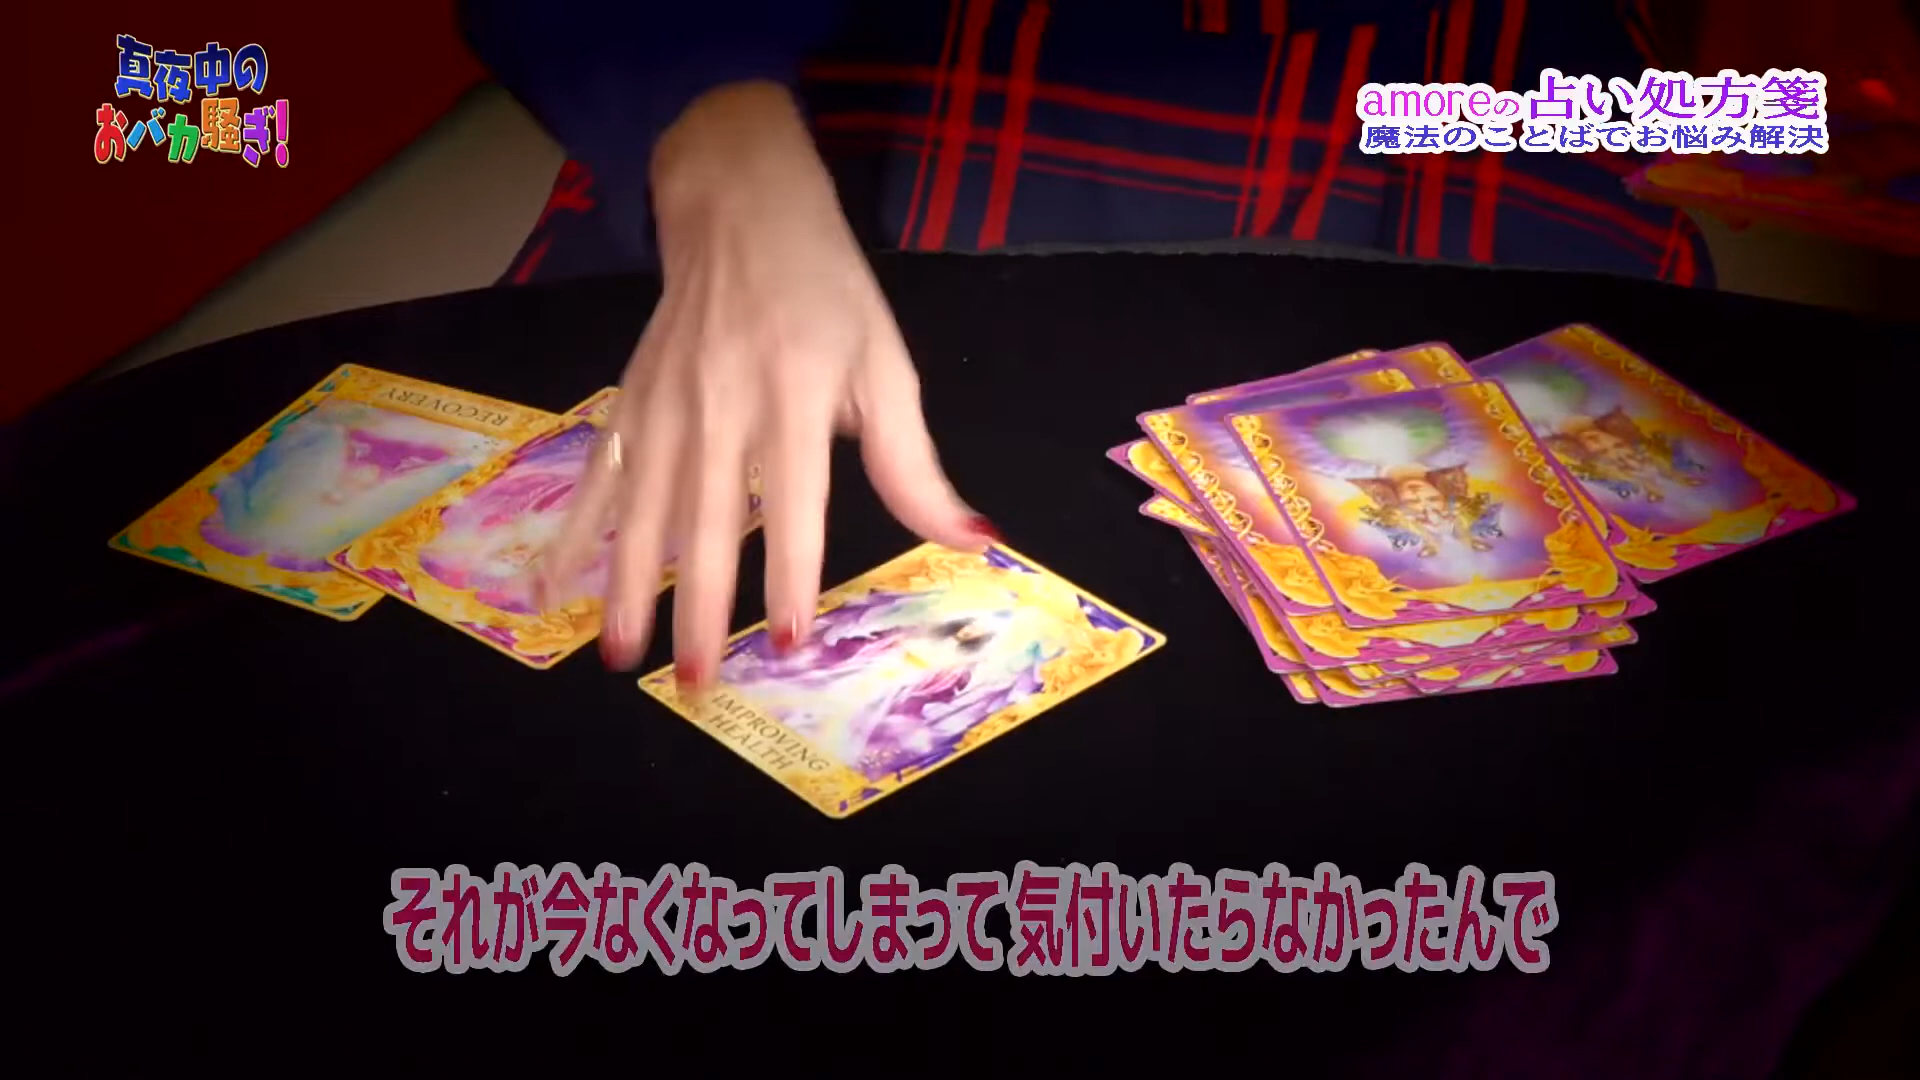 真夜中の
おバカ騒ぎ!
amoreの占い処方箋
魔法のことばでお悩み解決
RECOVERY
IMPROVING
HEALTH
それが今なくなってしまって 気付いたらなかったんで